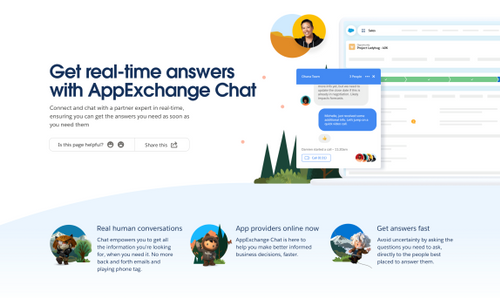 Get real-time answers
with AppExchange Chat
Connect and chat with a partner expert in real-time,
ensuring you can get the answers you need as soon as
you need them
Is this page helpful?
Share this
Real human conversations
Chat empowers you to get all
the information you're looking
for, when you need it. No more
back and forth emails and
playing phone tag.
App providers online now
AppExchange Chat is here to
help you make better informed
business decisions, faster.
Get answers fast
Avoid uncertainty by asking the
questions you need to ask,
directly to the people best
placed to answer them.